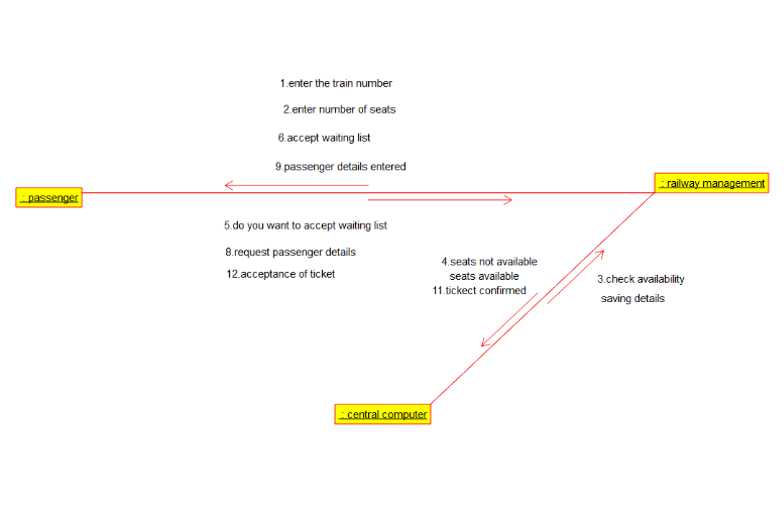 1.enter the train number
2.enter number of seats
6.accept waiting list
9.passenger details entered
: railway management
: passenger
5.do you want to accept waiting list
8.request passenger details
12.acceptance of ticket
4.seats not available
seats available
11.tickect confirmed
3.check availability
saving details
: central computer